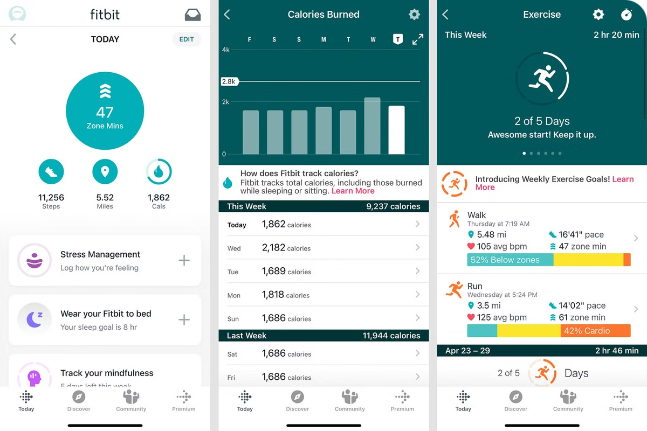 fitbit
TODAY
EDIT
47
Zone Mins
11,256
Steps
5.52
Miles
1,862
Cals
Stress Management
Log how you're feeling
Wear your Fitbit to bed
Your sleep goal is 8 hr
Track your mindfulness
5 days left this week
Today
Discover
Community
Premium
Calories Burned
F S S M T W T
4k
2.8k
2k
0
How does Fitbit track calories?
Fitbit tracks total calories, including those burned
while sleeping or sitting. Learn More
This Week 9,237 calories
Today 1,862 calories
Wed 2,182 calories
Tue 1,689 calories
Mon 1,818 calories
Sun 1,686 calories
Last Week 11,944 calories
Sat 1,686 calories
Fri 1,686 calories
Today
Discover
Community
Premium
Exercise
This Week 2 hr 20 min
2 of 5 Days
Awesome start! Keep it up.
Introducing Weekly Exercise Goals! Learn
More
Walk
Thursday at 7:19 AM
5.48 mi 16'41" pace
105 avg bpm 47 zone min
52% Below zones
Run
Wednesday at 5:24 PM
3.5 mi 14'02" pace
125 avg bpm 61 zone min
42% Cardio
Apr 23 – 29 2 hr 46 min
2 of 5 Days
Today
Discover
Community
Premium